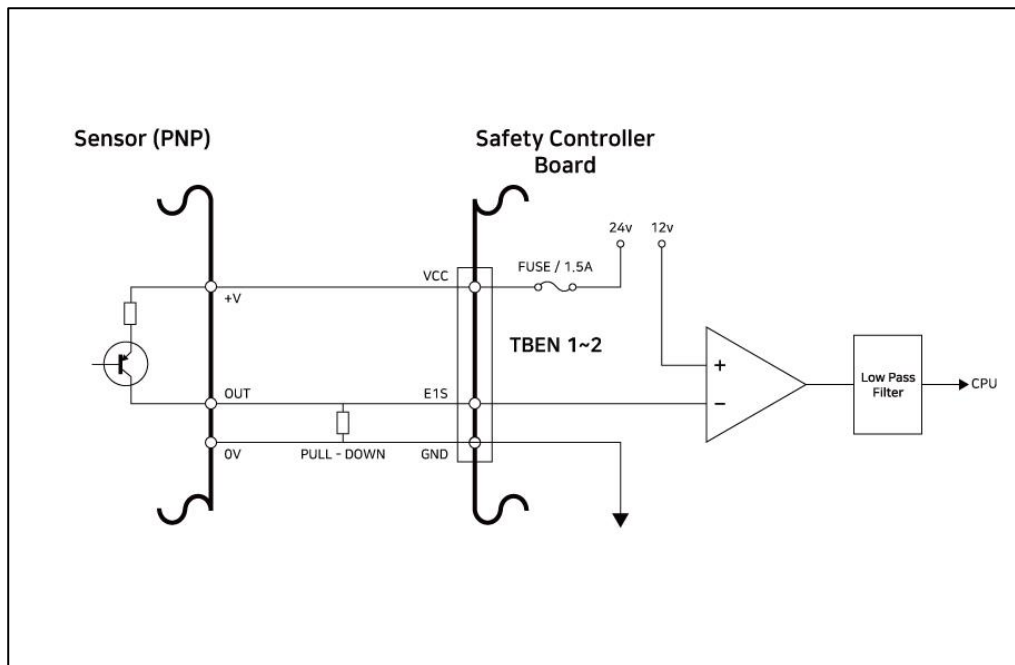 Sensor (PNP)
Safety Controller
Board
24v
12v
VCC
FUSE / 1.5A
+V
TBEN 1~2
+
Low Pass
Filter
CPU
OUT
E1S
−
0V
PULL - DOWN
GND